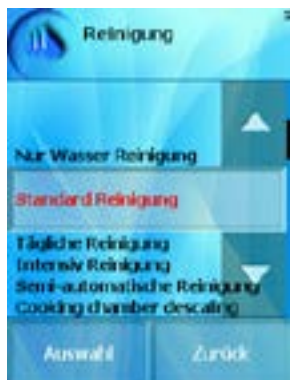 Reinigung
Nur Wasser Reinigung
Standard Reinigung
Tägliche Reinigung
Intensiv Reinigung
Semi-automatische Reinigung
Cooking chamber descaling
Auswahl
Zurück